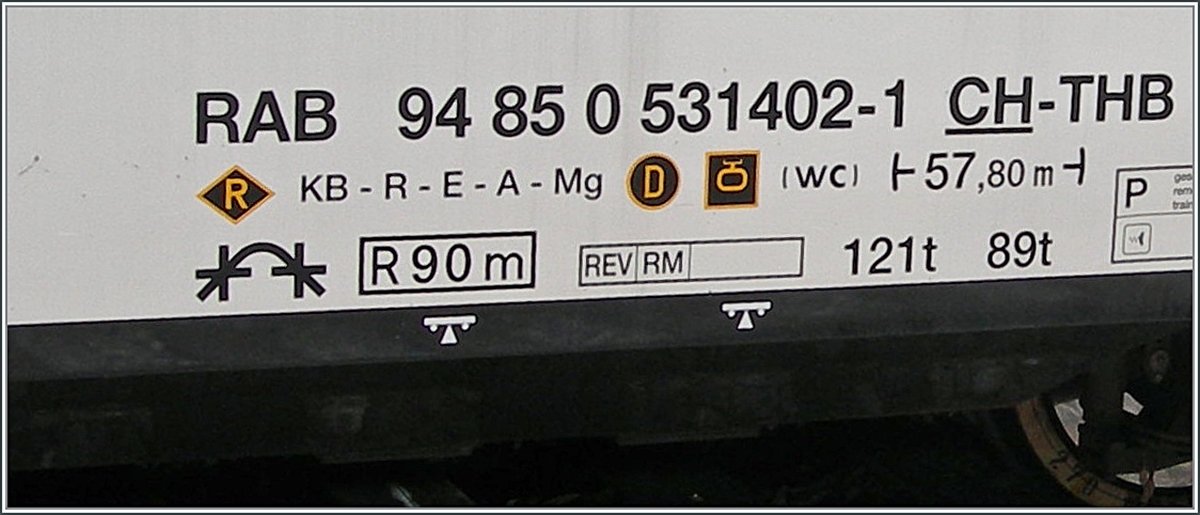 RAB 94 85 0 531402-1 CH-THB
R KB - R - E - A - Mg D (WC) 57,80 m
P
R 90 m REV RM 121t 89t